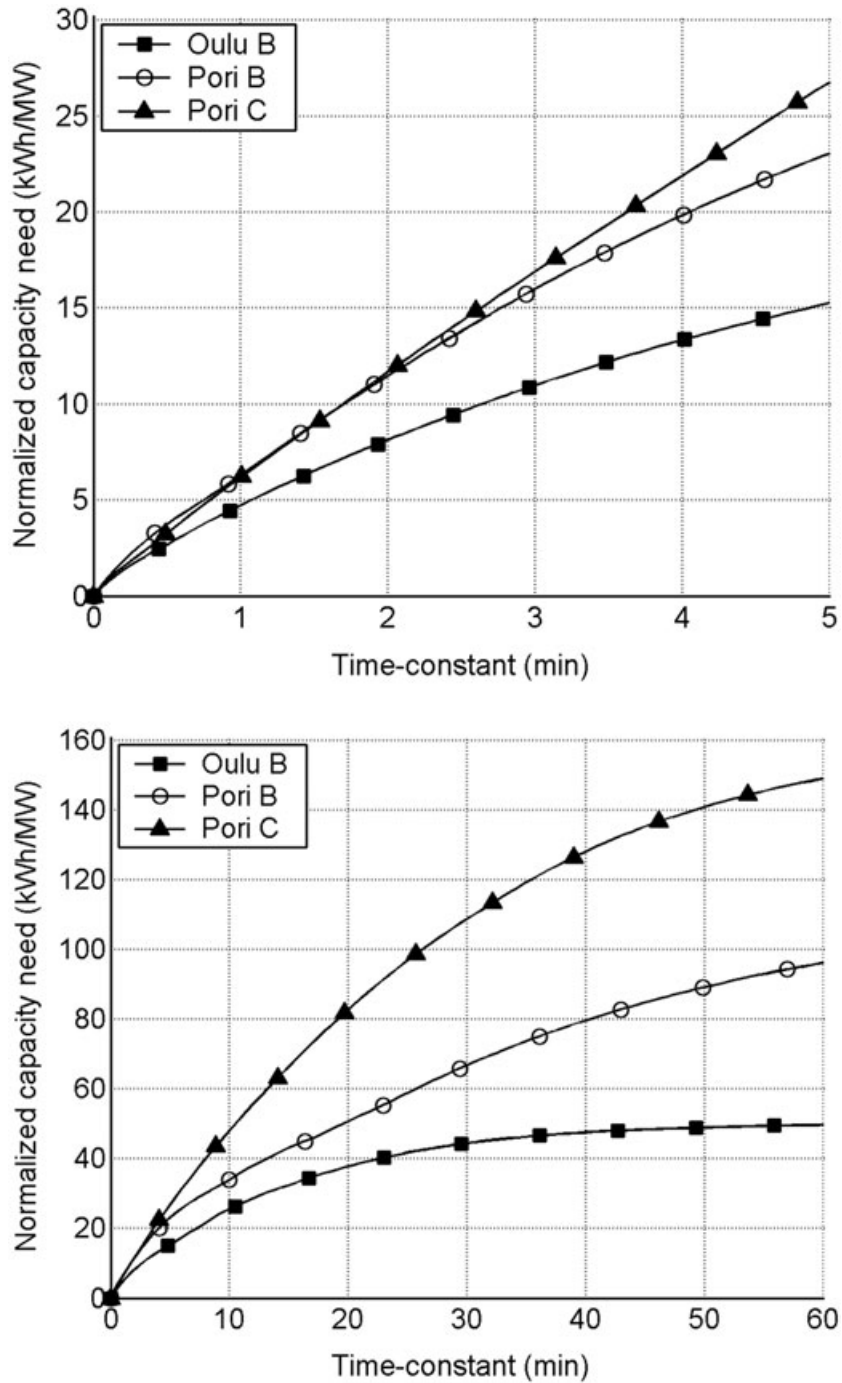 30
25
20
15
10
5
0
Oulu B
Pori B
Pori C
Normalized capacity need (kWh/MW)
0 1 2 3 4 5
Time-constant (min)
160
140
120
100
80
60
40
20
0
Oulu B
Pori B
Pori C
Normalized capacity need (kWh/MW)
0 10 20 30 40 50 60
Time-constant (min)